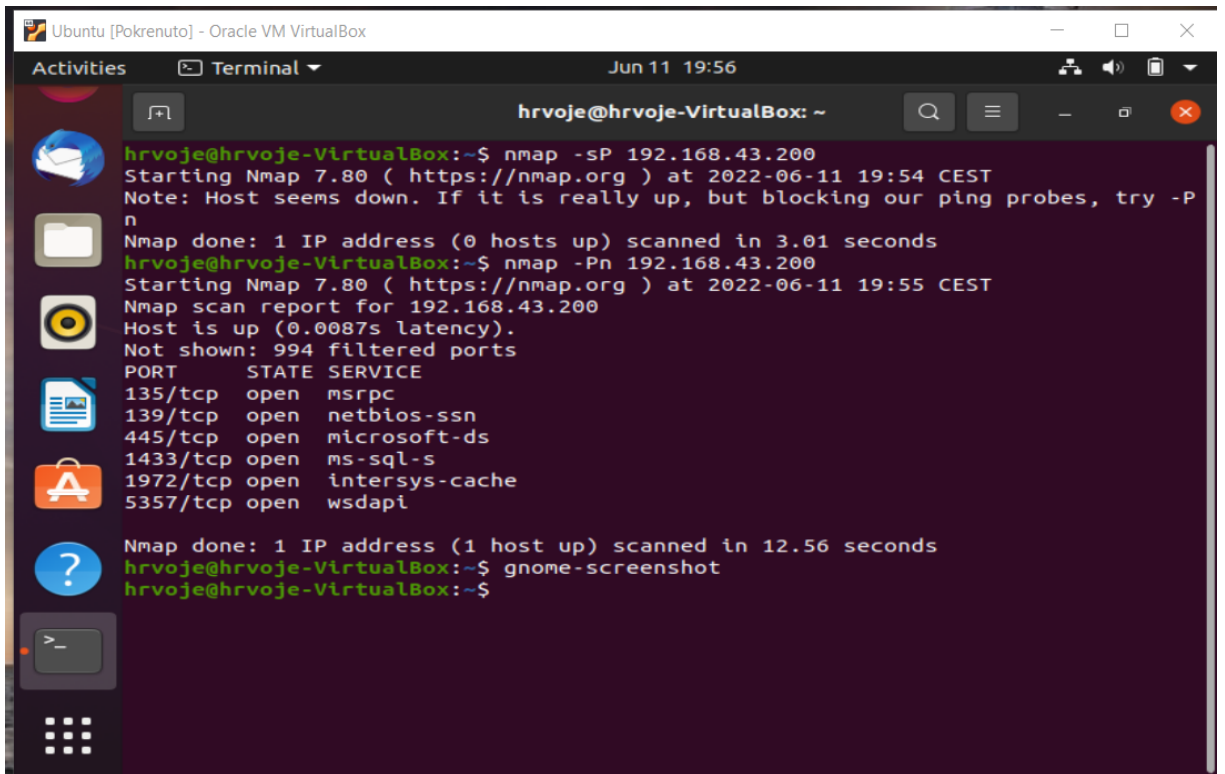 Ubuntu [Pokrenuto] - Oracle VM VirtualBox
Activities Terminal Jun 11 19:56
hrvoje@hrvoje-VirtualBox: ~
hrvoje@hrvoje-VirtualBox:~$ nmap -sP 192.168.43.200
Starting Nmap 7.80 ( https://nmap.org ) at 2022-06-11 19:54 CEST
Note: Host seems down. If it is really up, but blocking our ping probes, try -P
n
Nmap done: 1 IP address (0 hosts up) scanned in 3.01 seconds
hrvoje@hrvoje-VirtualBox:~$ nmap -Pn 192.168.43.200
Starting Nmap 7.80 ( https://nmap.org ) at 2022-06-11 19:55 CEST
Nmap scan report for 192.168.43.200
Host is up (0.0087s latency).
Not shown: 994 filtered ports
PORT     STATE SERVICE
135/tcp  open  msrpc
139/tcp  open  netbios-ssn
445/tcp  open  microsoft-ds
1433/tcp open  ms-sql-s
1972/tcp open  intersys-cache
5357/tcp open  wsdapi
Nmap done: 1 IP address (1 host up) scanned in 12.56 seconds
hrvoje@hrvoje-VirtualBox:~$ gnome-screenshot
hrvoje@hrvoje-VirtualBox:~$